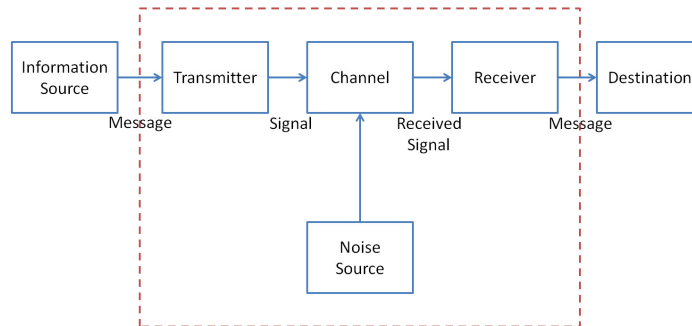 Information
Source
Transmitter
Channel
Receiver
Destination
Message
Signal
Received
Signal
Message
Noise
Source